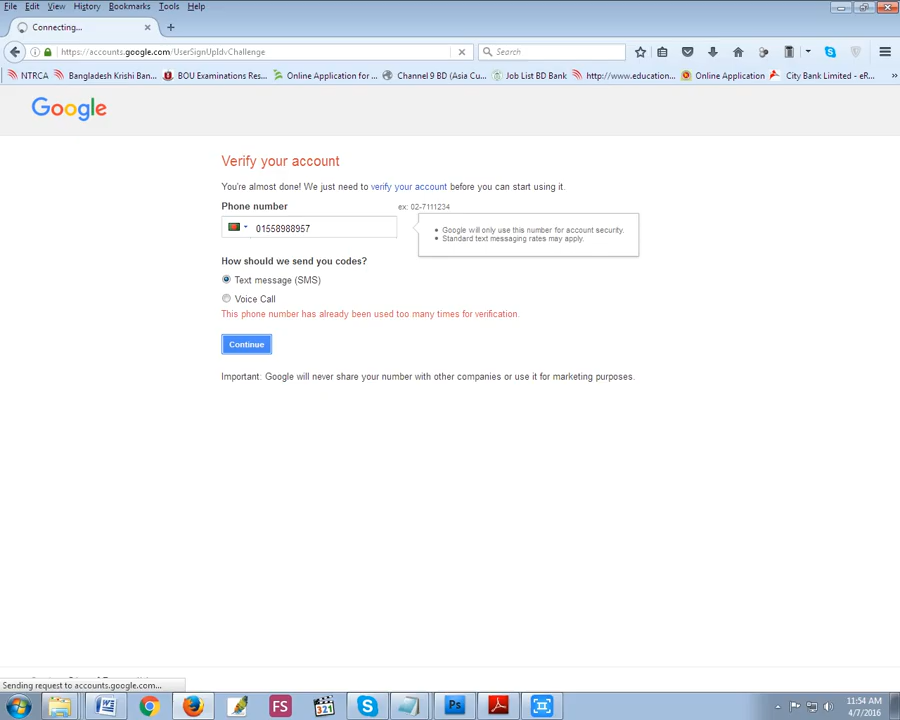 File Edit View History Bookmarks Tools Help
Connecting... × +
https://accounts.google.com/UserSignUpIdvChallenge
Search
NTRCA Bangladesh Krishi Ban... BOU Examinations Res... Online Application for ... Channel 9 BD (Asia Cu... Job List BD Bank http://www.education... Online Application City Bank Limited - eR... »
Google
Verify your account
You're almost done! We just need to verify your account before you can start using it.
Phone number ex: 02-7111234
01558988957
• Google will only use this number for account security.
• Standard text messaging rates may apply.
How should we send you codes?
Text message (SMS)
Voice Call
This phone number has already been used too many times for verification.
Continue
Important: Google will never share your number with other companies or use it for marketing purposes.
Sending request to accounts.google.com...
W FS 321 S Ps
11:54 AM
4/7/2016